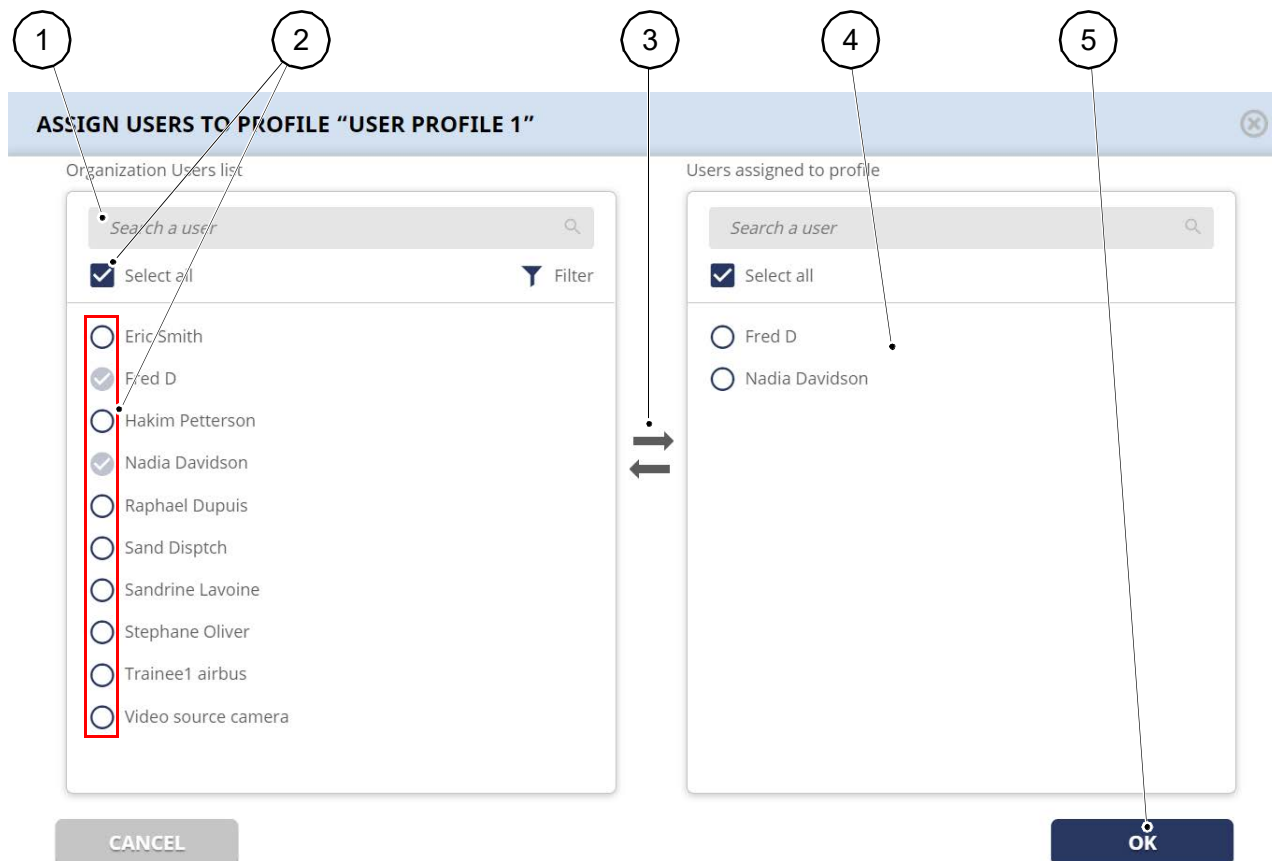 1
2
3
4
5
ASSIGN USERS TO PROFILE “USER PROFILE 1”
Organization Users list
Search a user
Select all
Filter
Eric Smith
Fred D
Hakim Petterson
Nadia Davidson
Raphael Dupuis
Sand Disptch
Sandrine Lavoine
Stephane Oliver
Trainee1 airbus
Video source camera
Users assigned to profile
Search a user
Select all
Fred D
Nadia Davidson
CANCEL
OK